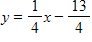 y = 1/4 x − 13/4